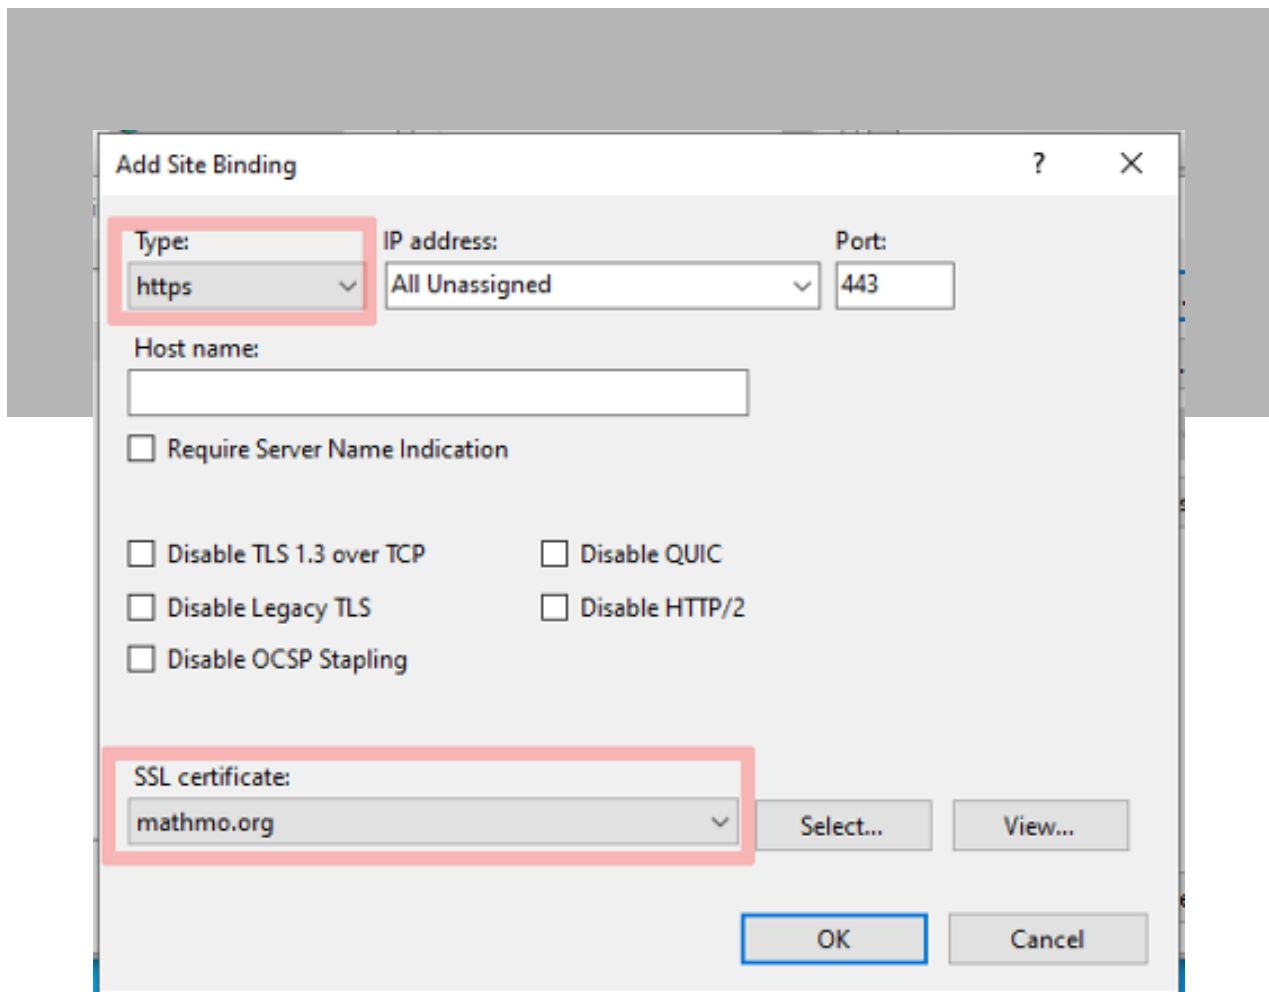 Add Site Binding ?
Type: IP address: Port:
https All Unassigned 443
Host name:
Require Server Name Indication
Disable TLS 1.3 over TCP Disable QUIC
Disable Legacy TLS Disable HTTP/2
Disable OCSP Stapling
SSL certificate:
mathmo.org Select... View...
OK Cancel